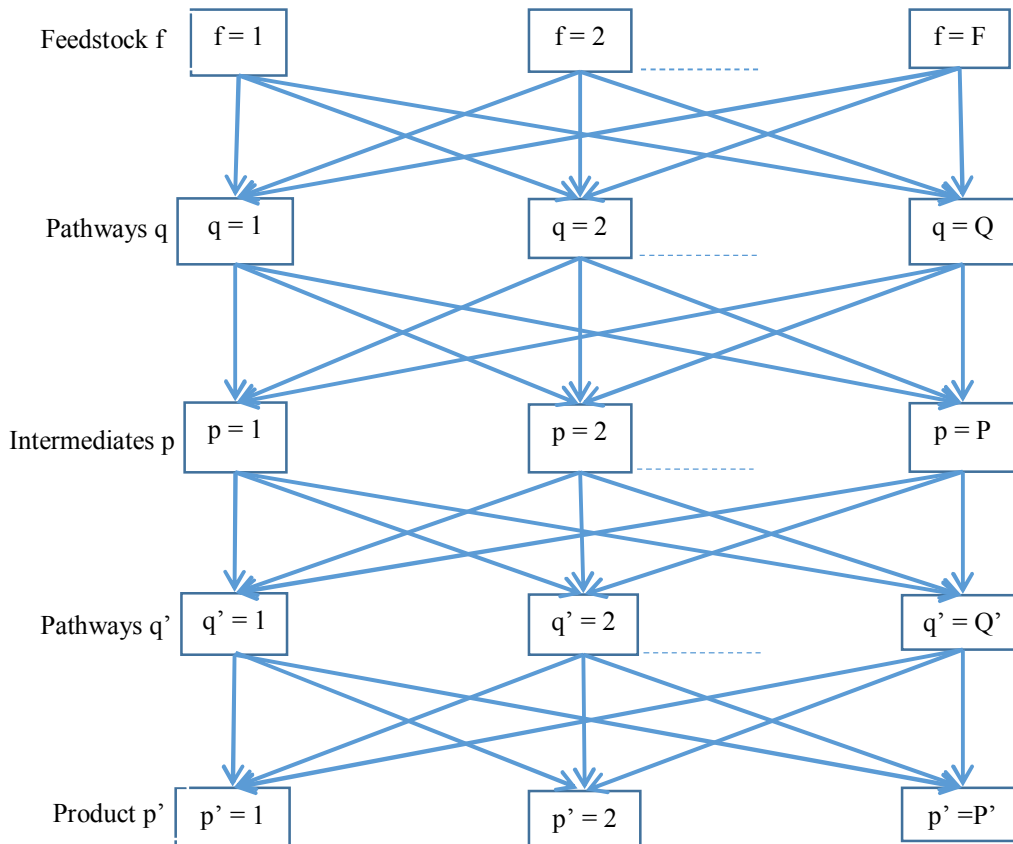 Feedstock f f = 1 f = 2 f = F
Pathways q q = 1 q = 2 q = Q
Intermediates p p = 1 p = 2 p = P
Pathways q’ q’ = 1 q’ = 2 q’ = Q’
Product p’ p’ = 1 p’ = 2 p’ =P’